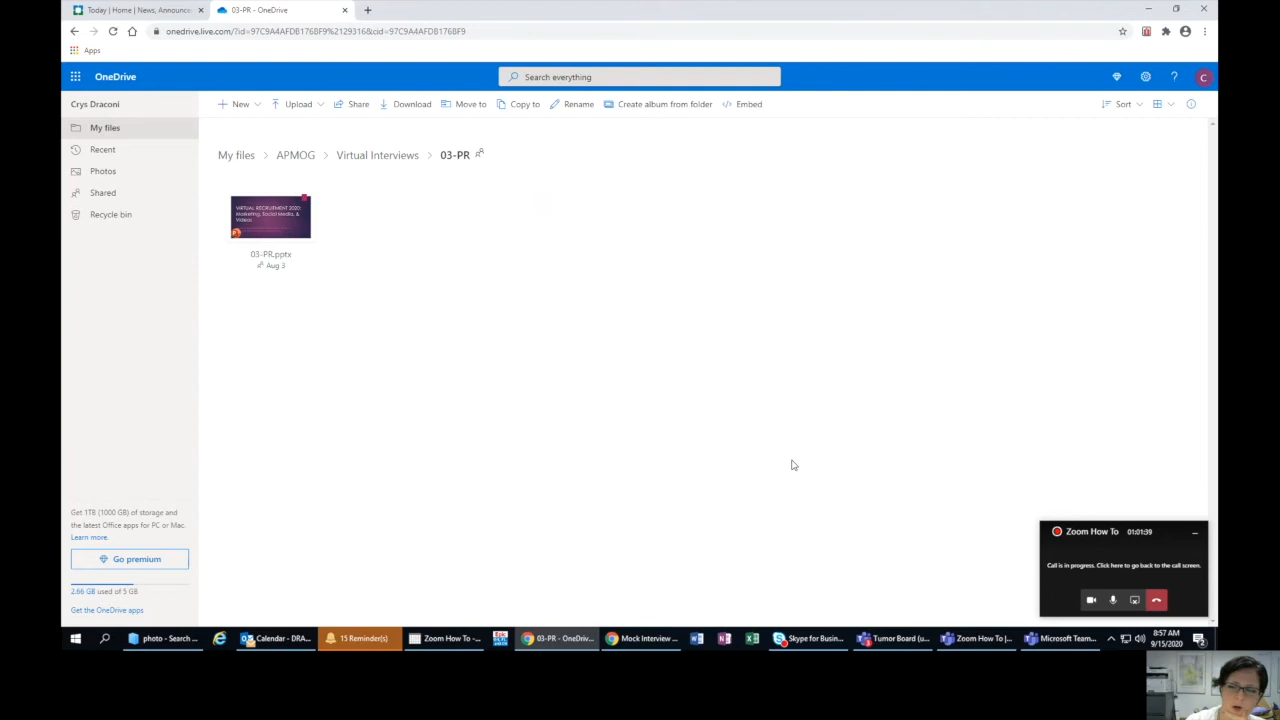 Today | Home | News, Announce
03-PR - OneDrive
onedrive.live.com/?id=97C9A4AFDB176BF9%2129316&cid=97C9A4AFDB176BF9
Apps
OneDrive
Search everything
?
C
Crys Draconi
New
Upload
Share
Download
Move to
Copy to
Rename
Create album from folder
Embed
Sort
My files
Recent
Photos
Shared
Recycle bin
My files > APMOG > Virtual Interviews > 03-PR
VIRTUAL RECRUITMENT 2020:
Marketing, Social Media, &
Videos
03-PR.pptx
Aug 3
Get 1TB (1000 GB) of storage and
the latest Office apps for PC or Mac.
Learn more.
Go premium
2.66 GB used of 5 GB
Get the OneDrive apps
Zoom How To 01:01:39
Call is in progress. Click here to go back to the call screen.
photo - Search ...
Calendar - DRA...
15 Reminder(s)
Zoom How To -...
Epic
03-PR - OneDriv...
Mock Interview ...
Skype for Busin...
Tumor Board (u...
Zoom How To |...
Microsoft Team...
8:57 AM
9/15/2020
2